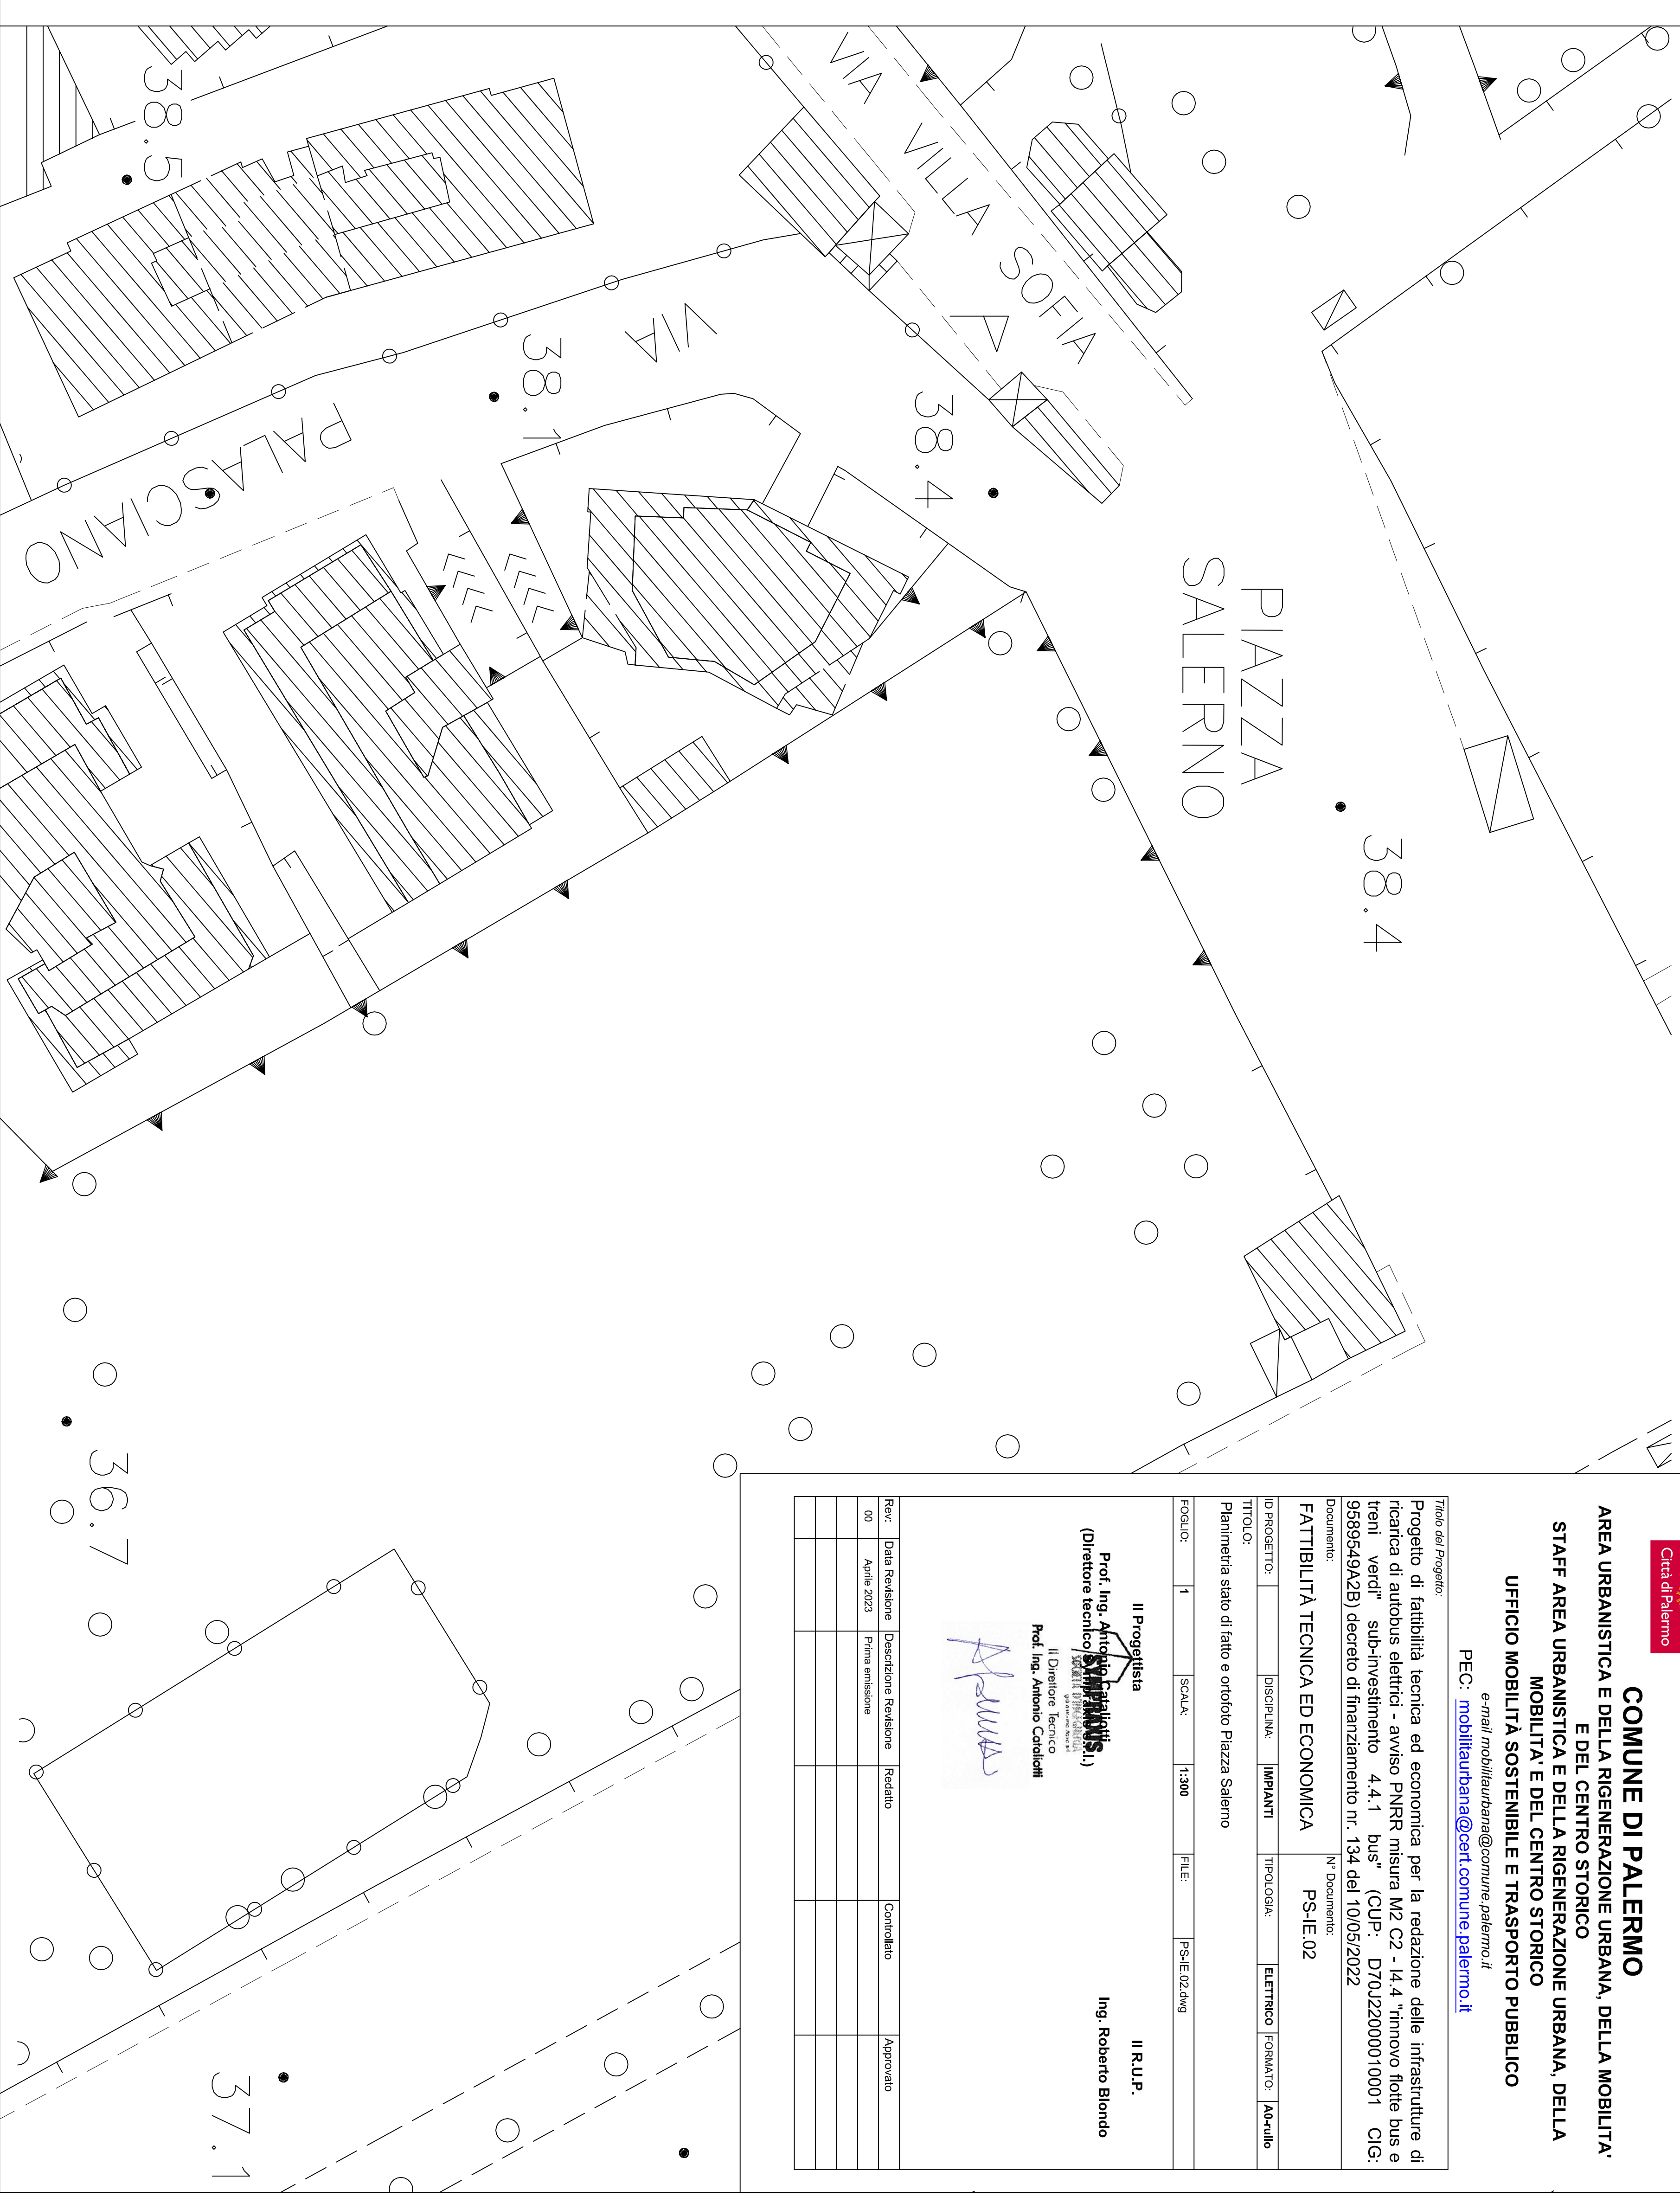 Città di Palermo
COMUNE DI PALERMO
AREA URBANISTICA E DELLA RIGENERAZIONE URBANA, DELLA MOBILITA'
E DEL CENTRO STORICO
STAFF AREA URBANISTICA E DELLA RIGENERAZIONE URBANA, DELLA
MOBILITA' E DEL CENTRO STORICO
UFFICIO MOBILITÀ SOSTENIBILE E TRASPORTO PUBBLICO
e-mail mobilitaurbana@comune.palermo.it
PEC: mobilitaurbana@cert.comune.palermo.it
Titolo del Progetto:
Progetto di fattibilità tecnica ed economica per la redazione delle infrastrutture di
ricarica di autobus elettrici - avviso PNRR misura M2 C2 - I4.4 "rinnovo flotte bus e
treni verdi" sub-investimento 4.4.1 bus" (CUP: D70J22000010001 CIG:
9589549A2B) decreto di finanziamento nr. 134 del 10/05/2022
Documento: N° Documento:
FATTIBILITÀ TECNICA ED ECONOMICA PS-IE.02
ID PROGETTO: DISCIPLINA: IMPIANTI TIPOLOGIA: ELETTRICO FORMATO: A0-rullo
TITOLO:
Planimetria stato di fatto e ortofoto Piazza Salerno
FOGLIO: 1 SCALA: 1:300 FILE: PS-IE.02.dwg
Il Progettista Il R.U.P.
Prof. Ing. Antonio Cataliotti Ing. Roberto Biondo
(Direttore tecnico
Il Direttore Tecnico
Prof. Ing. Antonio Cataliotti
Rev: Data Revisione Descrizione Revisione Redatto Controllato Approvato
00 Aprile 2023 Prima emissione
VIA VILLA SOFIA
A
PIAZZA
SALERNO
38.4
38.4
VIA PALASCIANO
38.1
38.5
36.7
37.1